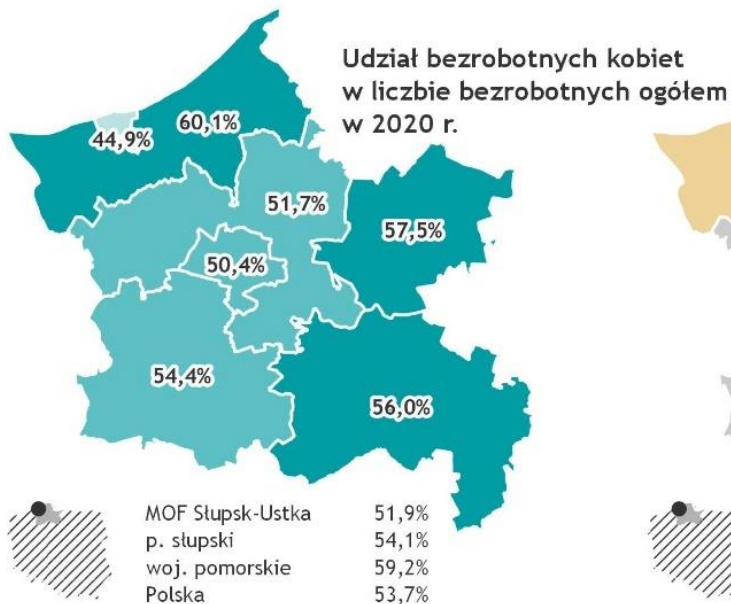 Udział bezrobotnych kobiet
w liczbie bezrobotnych ogółem
w 2020 r.
60,1%
44,9%
51,7%
57,5%
50,4%
54,4%
56,0%
MOF Słupsk-Ustka 51,9%
p. słupski 54,1%
woj. pomorskie 59,2%
Polska 53,7%